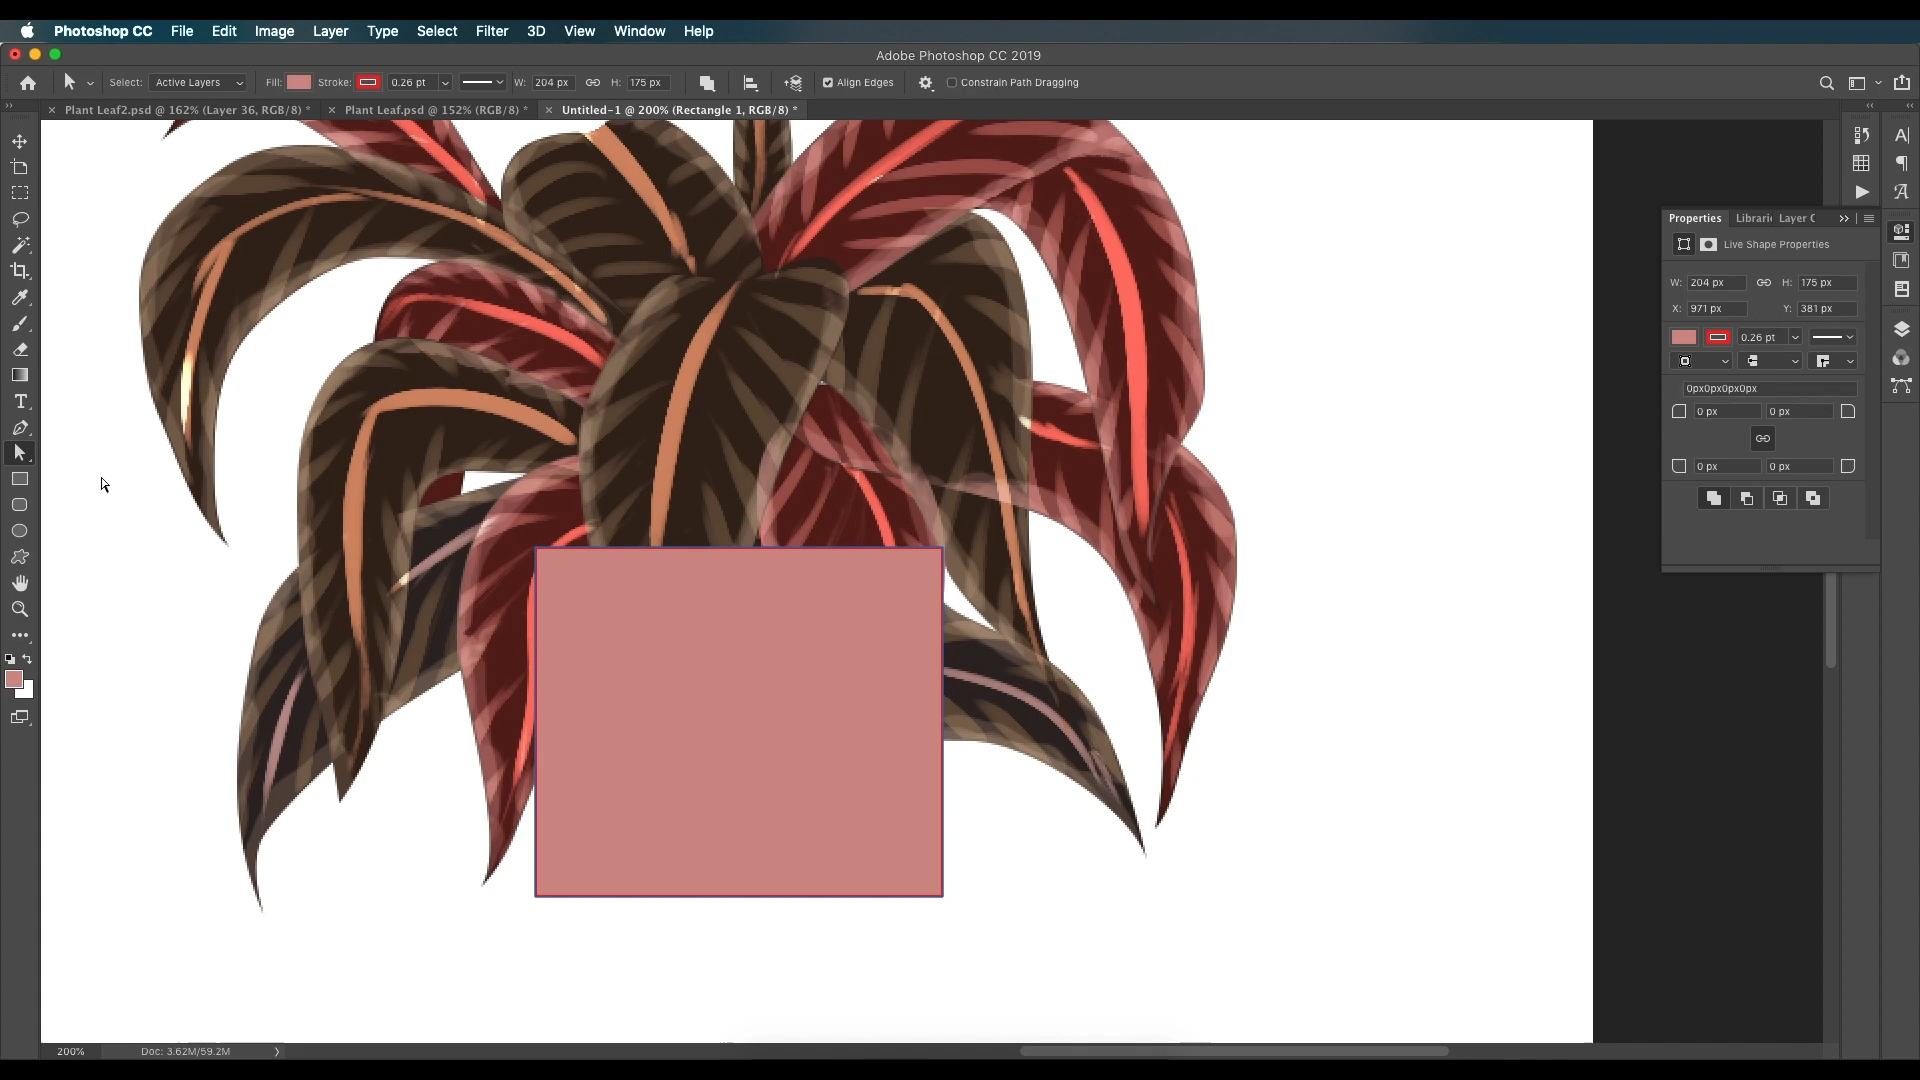 Photoshop CC File Edit Image Layer Type Select Filter 3D View Window Help
Adobe Photoshop CC 2019
Select: Active Layers Fill: Stroke: 0.26 pt W: 204 px H: 175 px Align Edges Constrain Path Dragging
× Plant Leaf2.psd @ 162% (Layer 36, RGB/8) * × Plant Leaf.psd @ 152% (RGB/8) * × Untitled-1 @ 200% (Rectangle 1, RGB/8) *
Properties Librari Layer C
Live Shape Properties
W: 204 px H: 175 px
X: 971 px Y: 381 px
0.26 pt
0px0px0px0px
0 px 0 px
0 px 0 px
200% Doc: 3.62M/59.2M